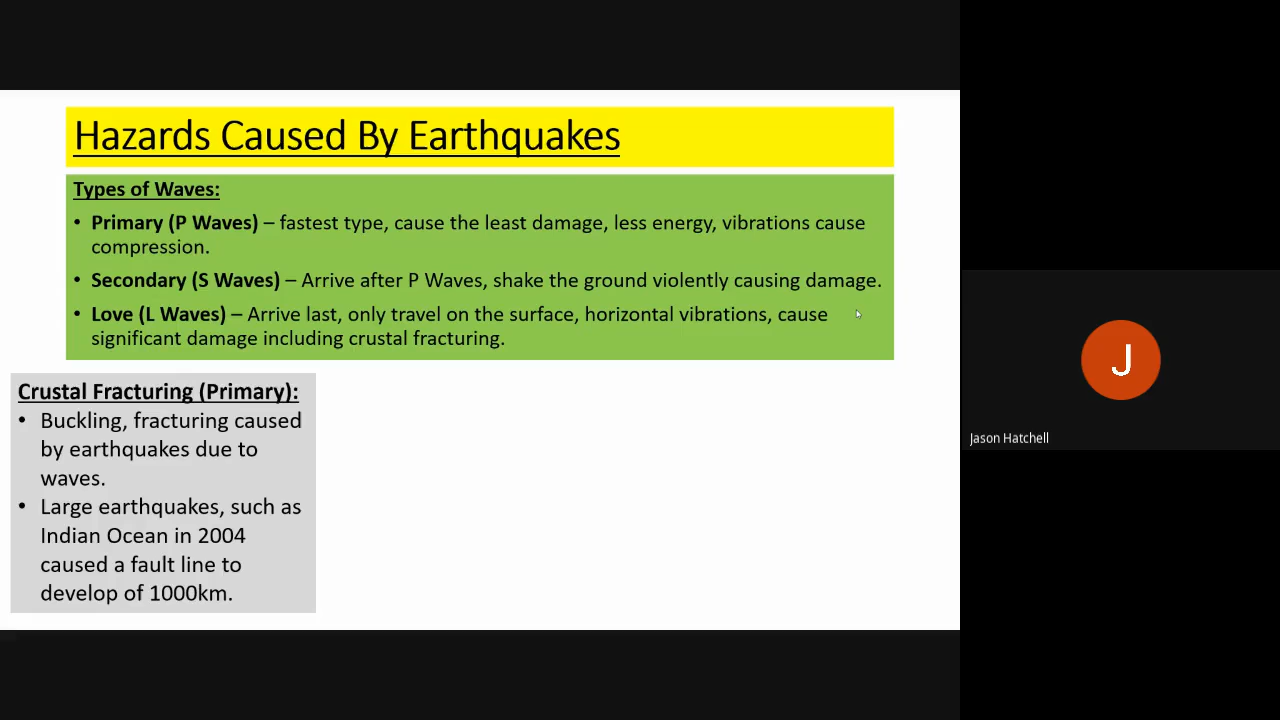 Hazards Caused By Earthquakes
Types of Waves:
• Primary (P Waves) – fastest type, cause the least damage, less energy, vibrations cause
compression.
• Secondary (S Waves) – Arrive after P Waves, shake the ground violently causing damage.
• Love (L Waves) – Arrive last, only travel on the surface, horizontal vibrations, cause
significant damage including crustal fracturing.
Crustal Fracturing (Primary):
• Buckling, fracturing caused
by earthquakes due to
waves.
• Large earthquakes, such as
Indian Ocean in 2004
caused a fault line to
develop of 1000km.
J
Jason Hatchell